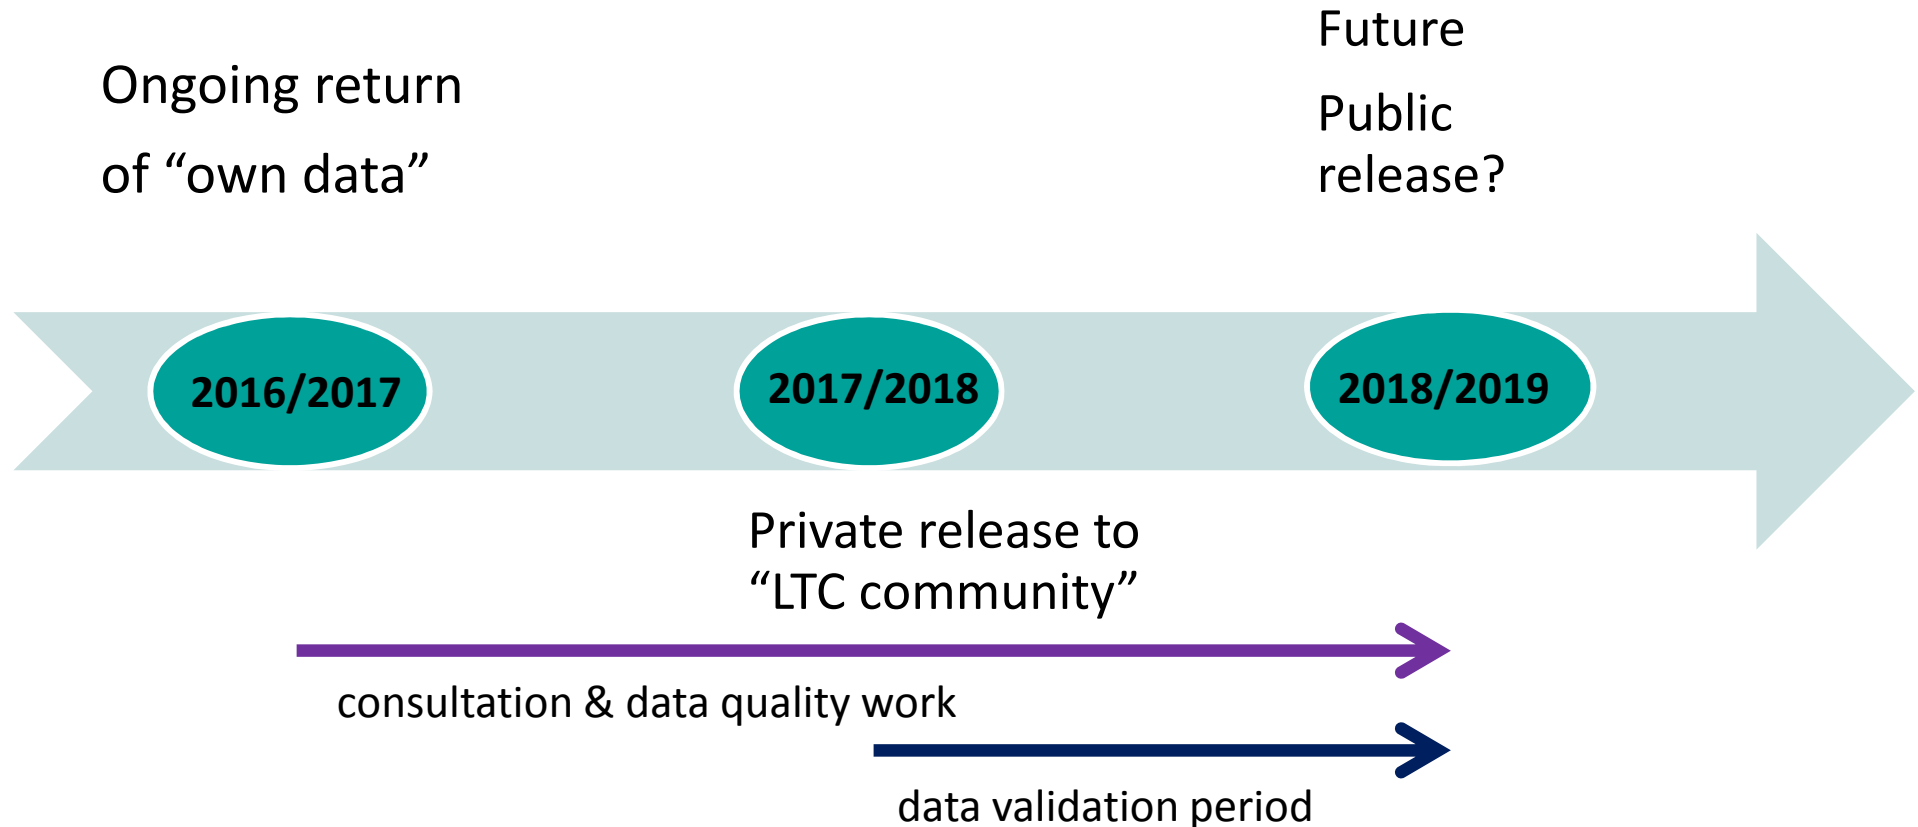 Ongoing return
of “own data”
Future
Public
release?
2016/2017
2017/2018
2018/2019
Private release to
“LTC community”
consultation & data quality work
data validation period